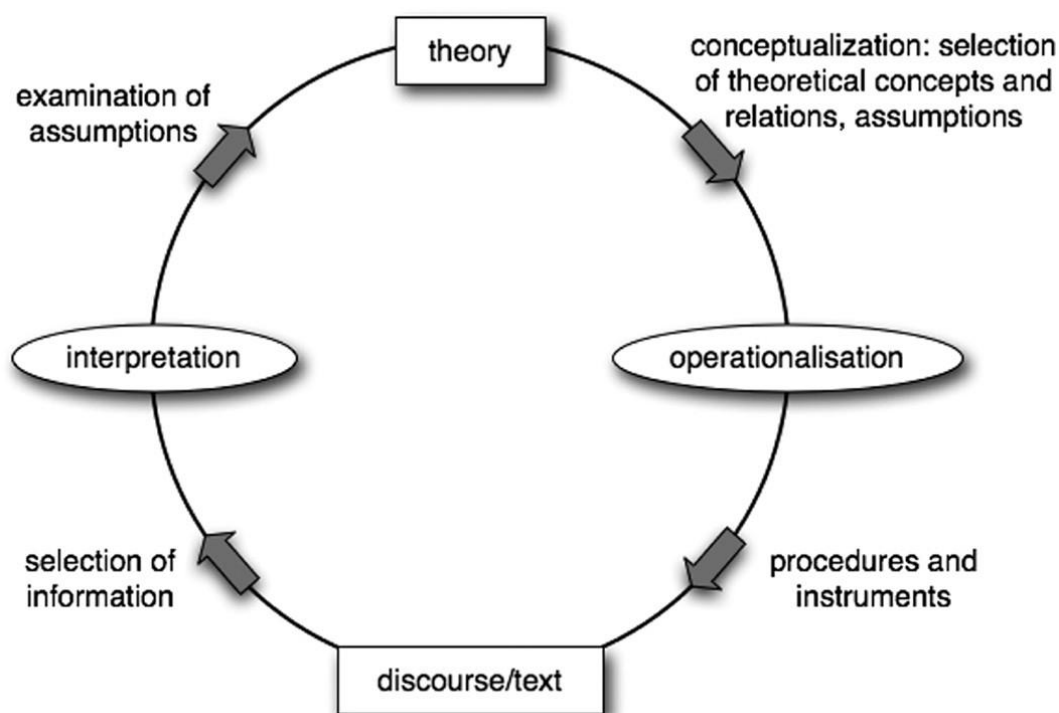 theory
conceptualization: selection
of theoretical concepts and
relations, assumptions
examination of
assumptions
interpretation
operationalisation
selection of
information
procedures and
instruments
discourse/text